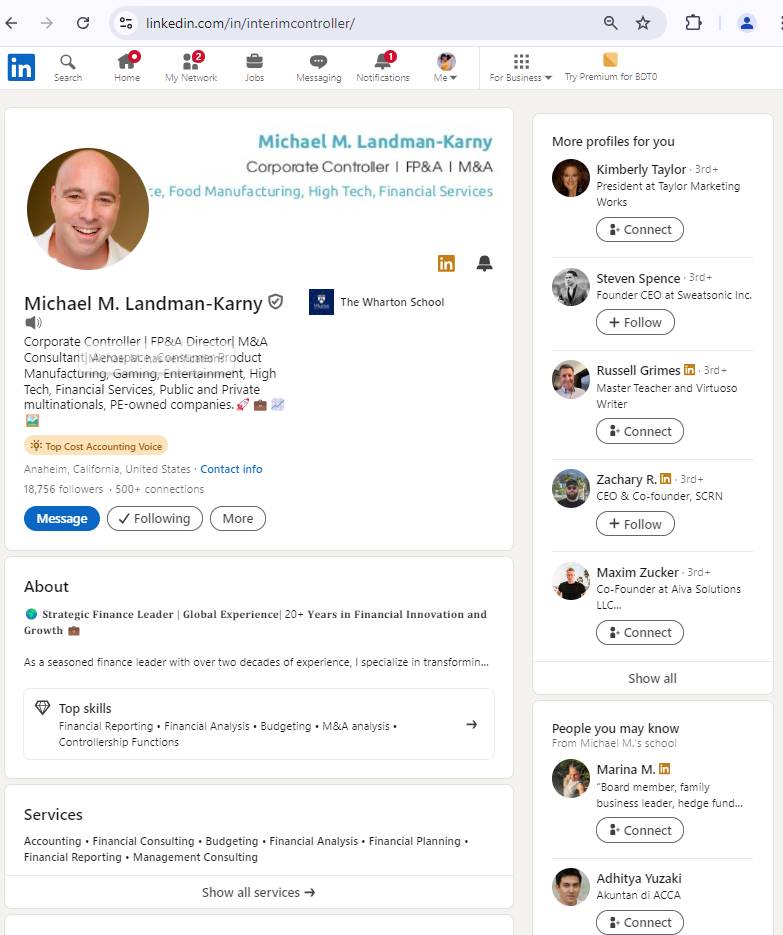 linkedin.com/in/interimcontroller/
in
Search
Home
2
My Network
Jobs
Messaging
1
Notifications
Me
For Business
Try Premium for BDT0
Michael M. Landman-Karny
Corporate Controller | FP&A | M&A
ce, Food Manufacturing, High Tech, Financial Services
in
Michael M. Landman-Karny
The Wharton School
Corporate Controller | FP&A Director| M&A
Consultant| Aerospace, Consumer Product
Manufacturing, Gaming, Entertainment, High
Tech, Financial Services, Public and Private
multinationals, PE-owned companies.🚀 💼 📈
🖼️
Top Cost Accounting Voice
Anaheim, California, United States · Contact info
18,756 followers · 500+ connections
Message
Following
More
About
🌍 𝐒𝐭𝐫𝐚𝐭𝐞𝐠𝐢𝐜 𝐅𝐢𝐧𝐚𝐧𝐜𝐞 𝐋𝐞𝐚𝐝𝐞𝐫 | 𝐆𝐥𝐨𝐛𝐚𝐥 𝐄𝐱𝐩𝐞𝐫𝐢𝐞𝐧𝐜𝐞| 20+ 𝐘𝐞𝐚𝐫𝐬 𝐢𝐧 𝐅𝐢𝐧𝐚𝐧𝐜𝐢𝐚𝐥 𝐈𝐧𝐧𝐨𝐯𝐚𝐭𝐢𝐨𝐧 𝐚𝐧𝐝
𝐆𝐫𝐨𝐰𝐭𝐡 💼
As a seasoned finance leader with over two decades of experience, I specialize in transformin...
Top skills
Financial Reporting • Financial Analysis • Budgeting • M&A analysis •
Controllership Functions
Services
Accounting • Financial Consulting • Budgeting • Financial Analysis • Financial Planning •
Financial Reporting • Management Consulting
Show all services
More profiles for you
Kimberly Taylor · 3rd+
President at Taylor Marketing
Works
Connect
Steven Spence · 3rd+
Founder CEO at Sweatsonic Inc.
Follow
Russell Grimes in · 3rd+
Master Teacher and Virtuoso
Writer
Connect
Zachary R. in · 3rd+
CEO & Co-founder, SCRN
Follow
Maxim Zucker · 3rd+
Co-Founder at Aiva Solutions
LLC...
Connect
Show all
People you may know
From Michael M.'s school
Marina M. in
"Board member, family
business leader, hedge fund...
Connect
Adhitya Yuzaki
Akuntan di ACCA
Connect